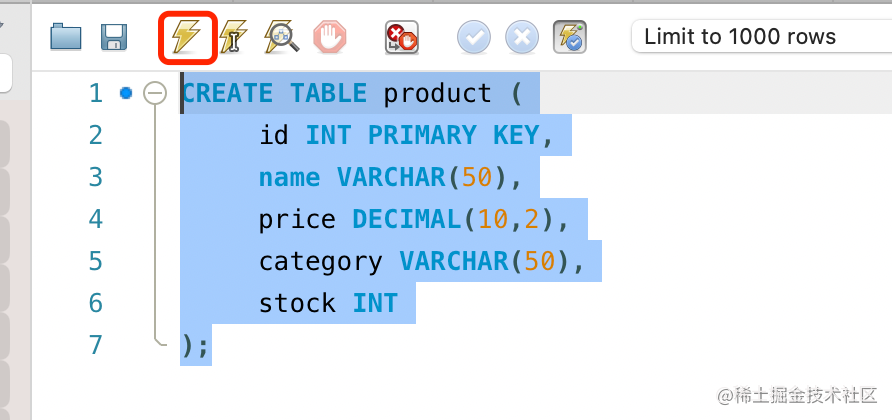 Limit to 1000 rows
1 CREATE TABLE product (
2 id INT PRIMARY KEY,
3 name VARCHAR(50),
4 price DECIMAL(10,2),
5 category VARCHAR(50),
6 stock INT
7 );
@稀土掘金技术社区